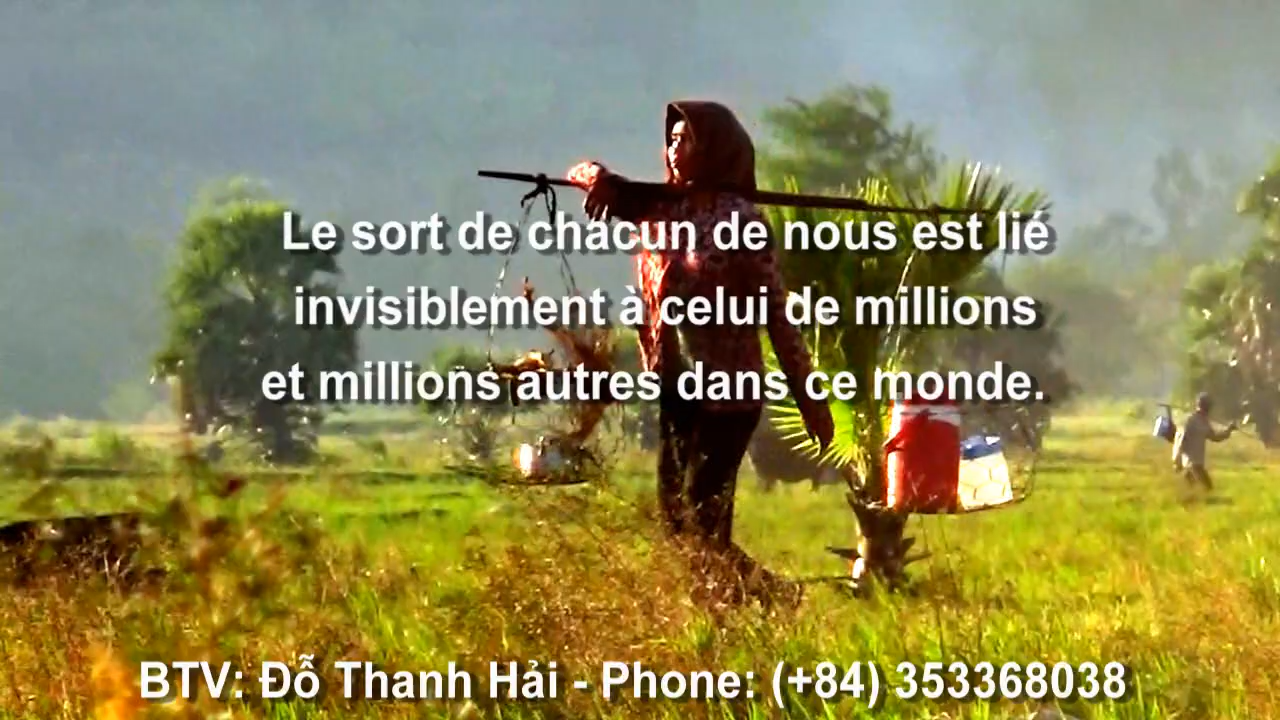 Le sort de chacun de nous est lié
invisiblement à celui de millions
et millions autres dans ce monde.
BTV: Đỗ Thanh Hải - Phone: (+84) 353368038